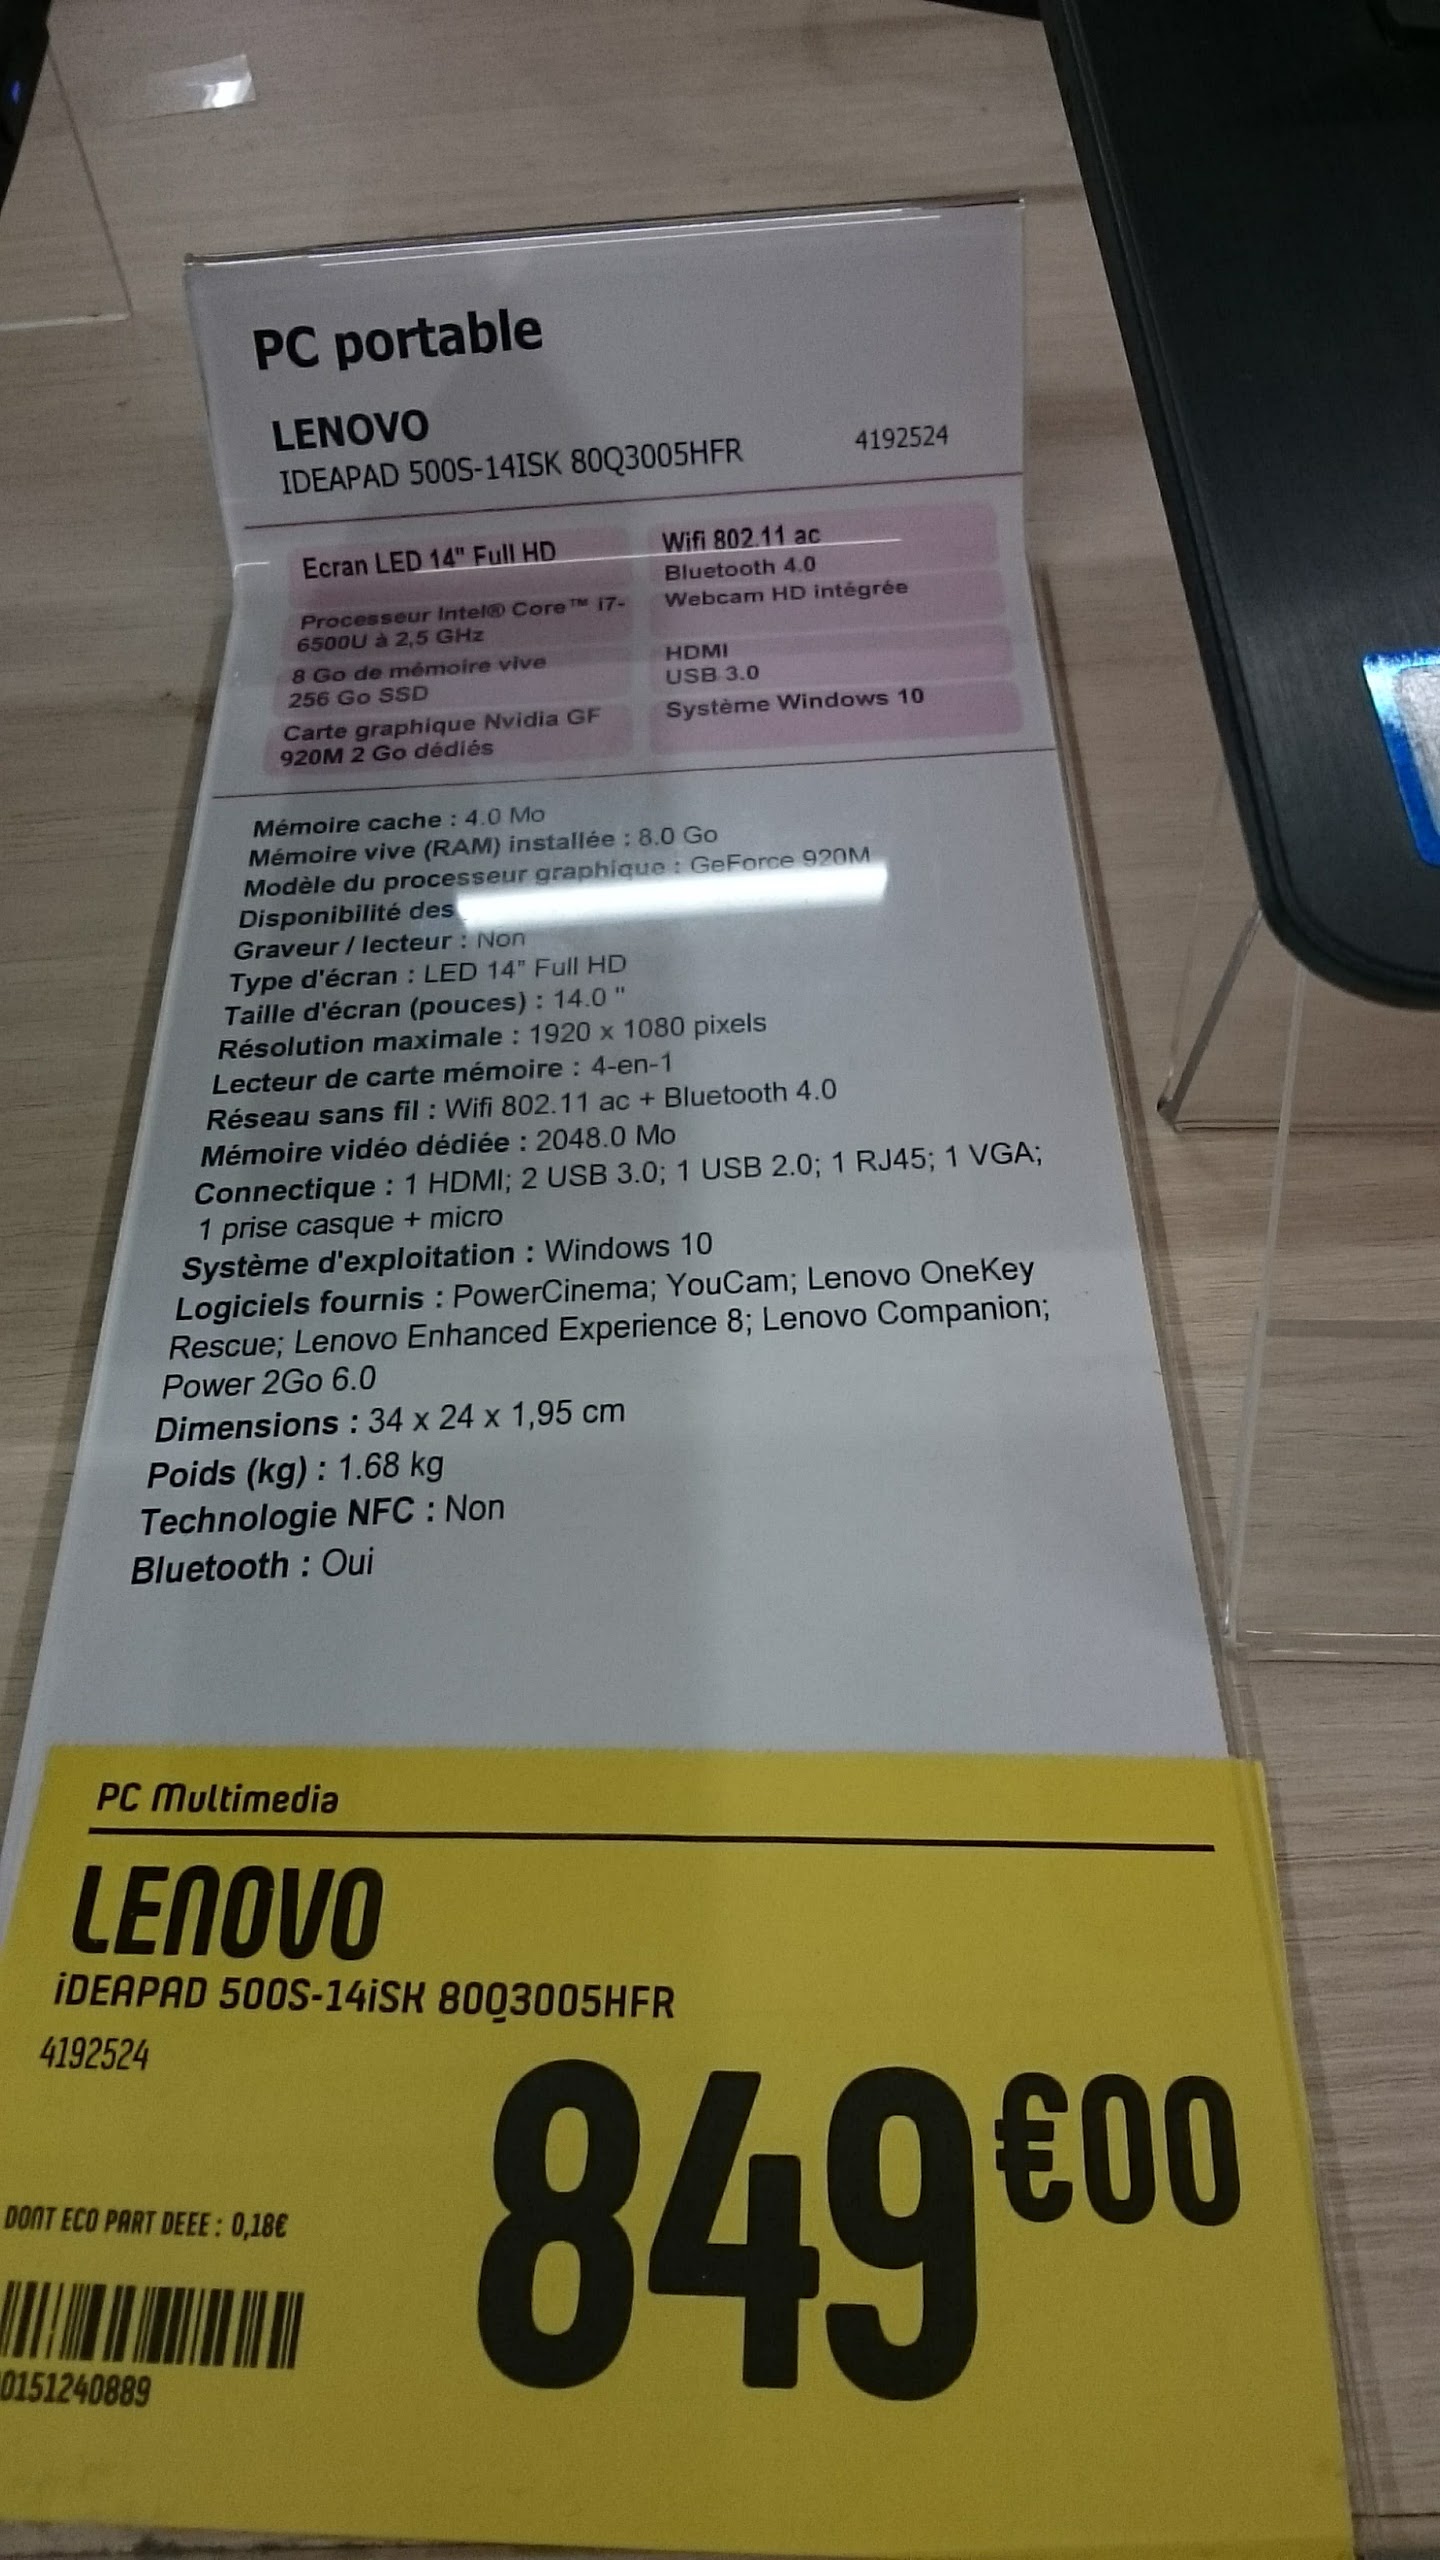 PC portable
LENOVO
IDEAPAD 500S-14ISK 80Q3005HFR 4192524
Ecran LED 14" Full HD
Processeur Intel® Core™ i7-
6500U à 2,5 GHz
8 Go de mémoire vive
256 Go SSD
Carte graphique Nvidia GF
920M 2 Go dédiés
Wifi 802.11 ac
Bluetooth 4.0
Webcam HD intégrée
HDMI
USB 3.0
Système Windows 10
Mémoire cache : 4.0 Mo
Mémoire vive (RAM) installée : 8.0 Go
Modèle du processeur graphique : GeForce 920M
Disponibilité des
Graveur / lecteur : Non
Type d'écran : LED 14" Full HD
Taille d'écran (pouces) : 14.0 "
Résolution maximale : 1920 x 1080 pixels
Lecteur de carte mémoire : 4-en-1
Réseau sans fil : Wifi 802.11 ac + Bluetooth 4.0
Mémoire vidéo dédiée : 2048.0 Mo
Connectique : 1 HDMI; 2 USB 3.0; 1 USB 2.0; 1 RJ45; 1 VGA;
1 prise casque + micro
Système d'exploitation : Windows 10
Logiciels fournis : PowerCinema; YouCam; Lenovo OneKey
Rescue; Lenovo Enhanced Experience 8; Lenovo Companion;
Power 2Go 6.0
Dimensions : 34 x 24 x 1,95 cm
Poids (kg) : 1.68 kg
Technologie NFC : Non
Bluetooth : Oui
PC Multimedia
LENOVO
iDEAPAD 500S-14iSK 80Q3005HFR
4192524
849€00
DONT ECO PART DEEE : 0,18€
0151240889